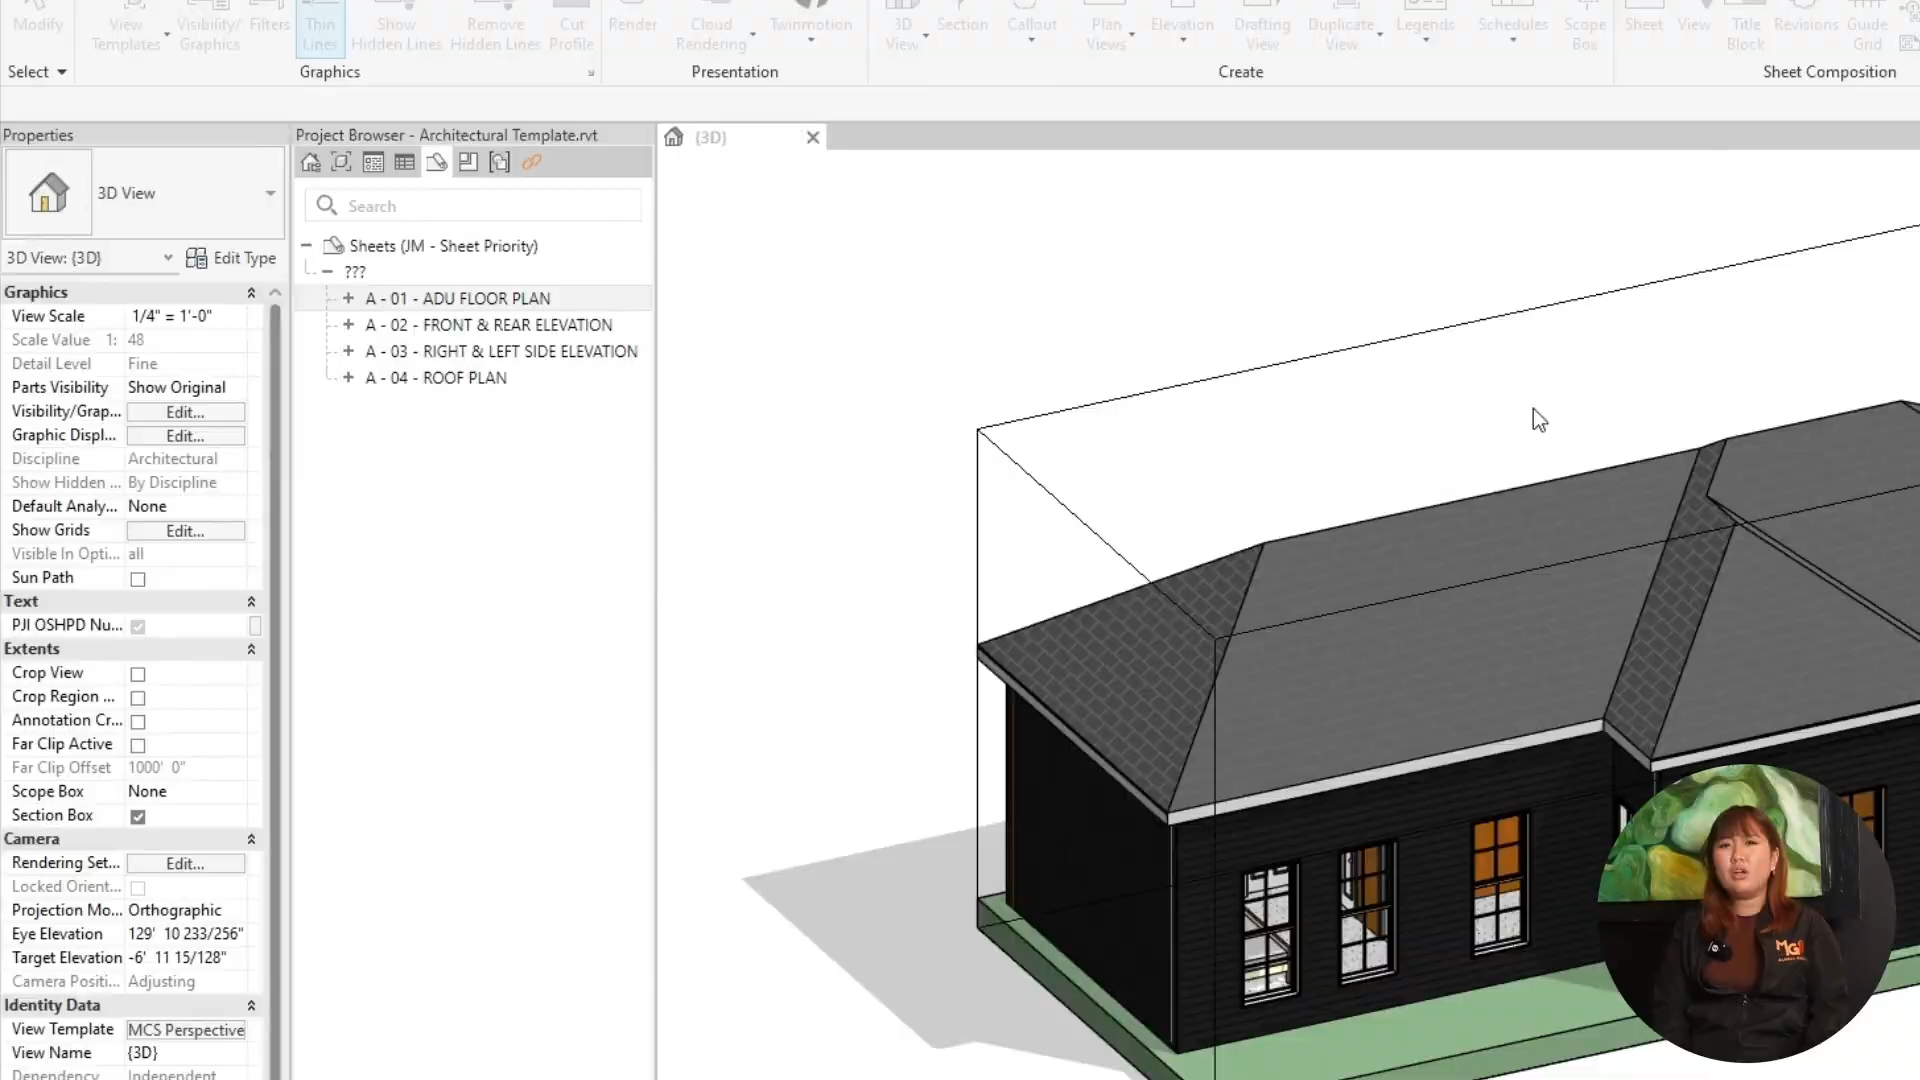 Modify
View Templates
Visibility/ Graphics
Filters
Thin Lines
Show Hidden Lines
Remove Hidden Lines
Cut Profile
Render
Cloud Rendering
Twinmotion
3D View
Section
Callout
Plan Views
Elevation
Drafting View
Duplicate View
Legends
Schedules
Scope Box
Sheet
View
Title Block
Revisions
Guide Grid
Select
Graphics
Presentation
Create
Sheet Composition
Properties
Project Browser - Architectural Template.rvt
{3D}
3D View
Search
3D View: {3D}
Edit Type
Sheets (JM - Sheet Priority)
???
A - 01 - ADU FLOOR PLAN
A - 02 - FRONT & REAR ELEVATION
A - 03 - RIGHT & LEFT SIDE ELEVATION
A - 04 - ROOF PLAN
Graphics
View Scale 1/4" = 1'-0"
Scale Value 1: 48
Detail Level Fine
Parts Visibility Show Original
Visibility/Grap... Edit...
Graphic Displ... Edit...
Discipline Architectural
Show Hidden ... By Discipline
Default Analy... None
Show Grids Edit...
Visible In Opti... all
Sun Path
Text
PJI OSHPD Nu...
Extents
Crop View
Crop Region ...
Annotation Cr...
Far Clip Active
Far Clip Offset 1000' 0"
Scope Box None
Section Box
Camera
Rendering Set... Edit...
Locked Orient...
Projection Mo... Orthographic
Eye Elevation 129' 10 233/256"
Target Elevation -6' 11 15/128"
Camera Positi... Adjusting
Identity Data
View Template MCS Perspective
View Name {3D}
Dependency Independent